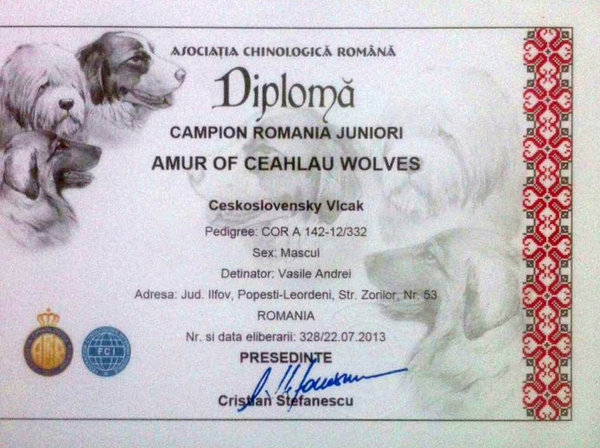 ASOCIAȚIA CHINOLOGICĂ ROMÂNĂ
Diplomă
CAMPION ROMANIA JUNIORI
AMUR OF CEAHLAU WOLVES
Ceskoslovensky Vlcak
Pedigree: COR A 142-12/332
Sex: Mascul
Detinator: Vasile Andrei
Adresa: Jud. Ilfov, Popesti-Leordeni, Str. Zorilor, Nr. 53
ROMANIA
Nr. si data eliberarii: 328/22.07.2013
PRESEDINTE
Cristian Stefanescu
FCI